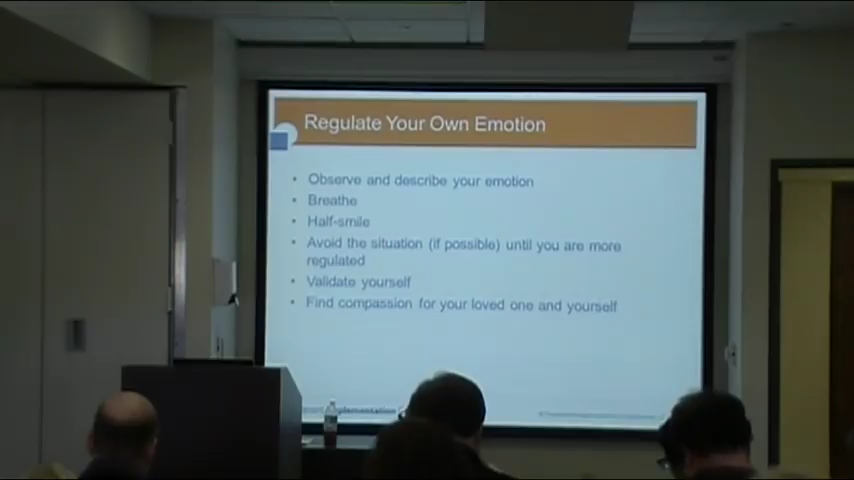 Regulate Your Own Emotion
• Observe and describe your emotion
• Breathe
• Half-smile
• Avoid the situation (if possible) until you are more
regulated
• Validate yourself
• Find compassion for your loved one and yourself
Implementation